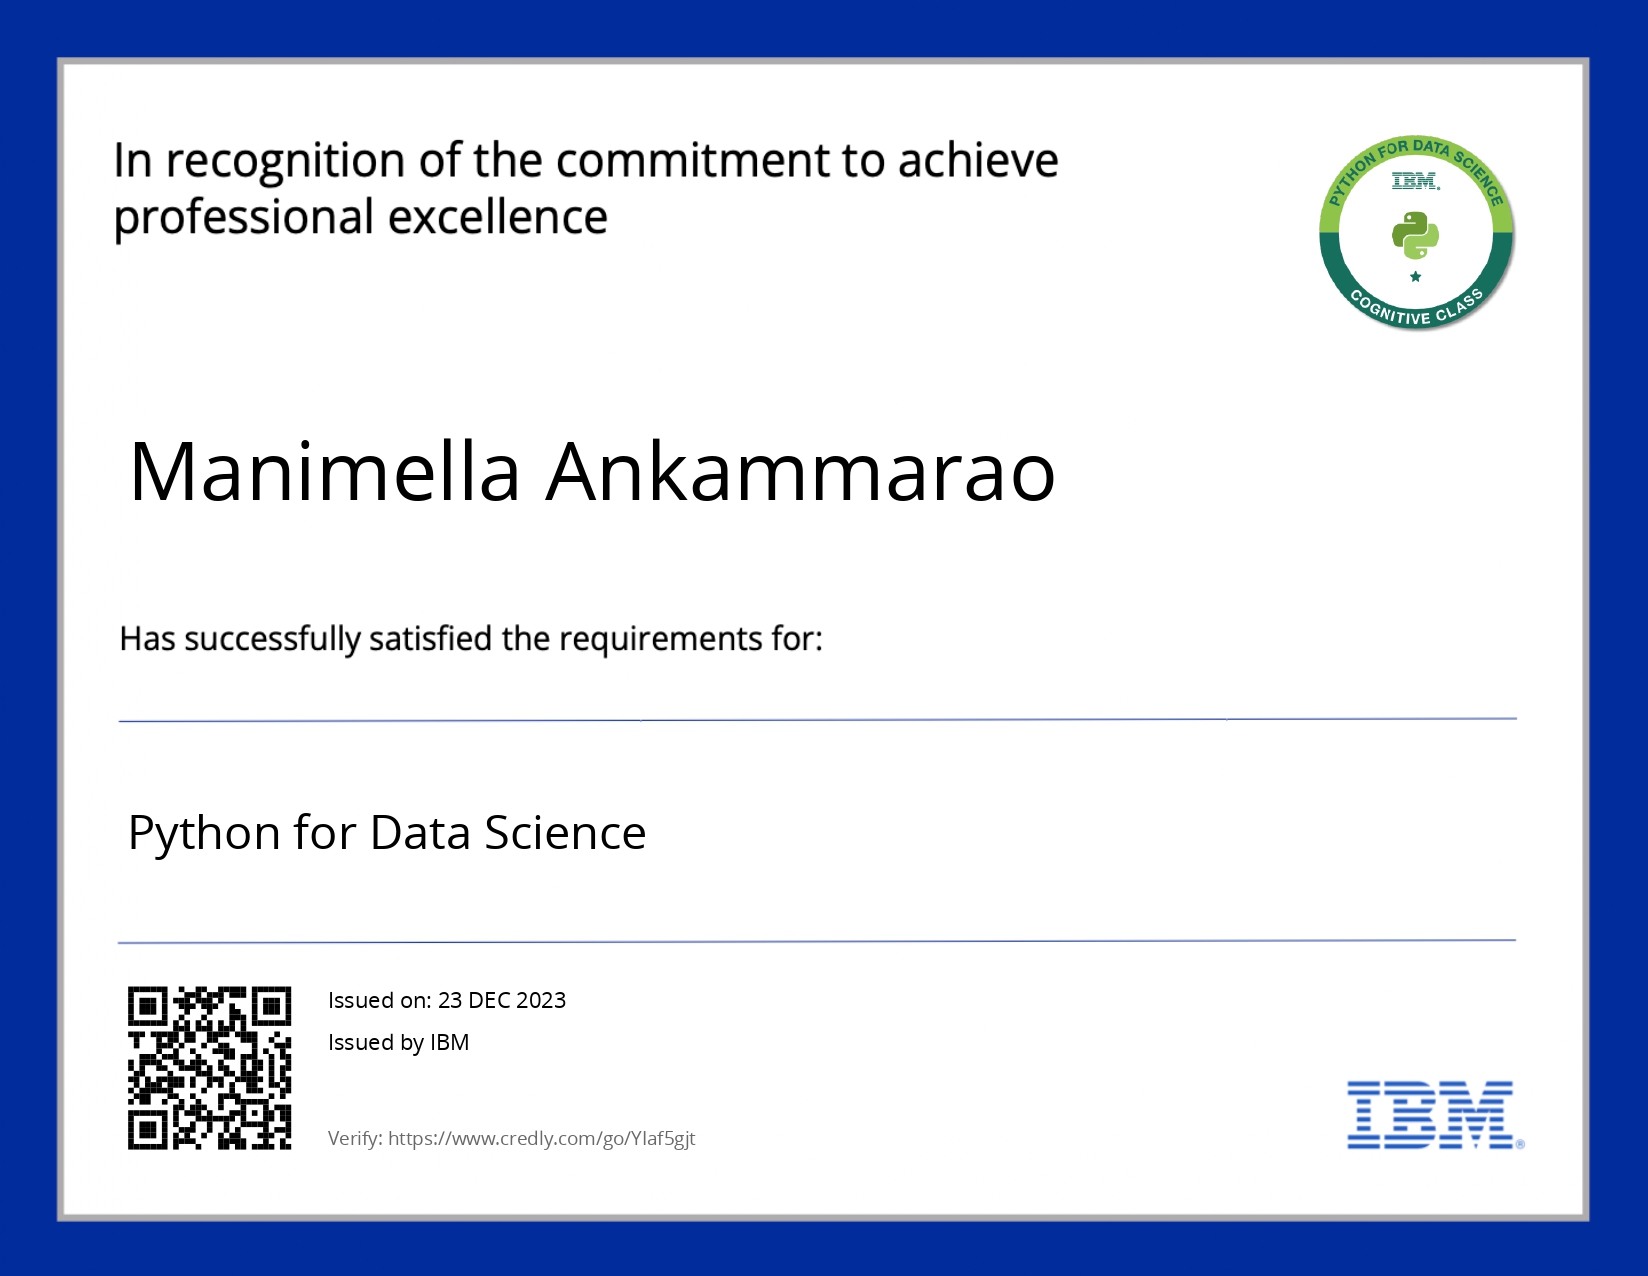 In recognition of the commitment to achieve
professional excellence
PYTHON FOR DATA SCIENCE
IBM®
COGNITIVE CLASS
Manimella Ankammarao
Has successfully satisfied the requirements for:
Python for Data Science
Issued on: 23 DEC 2023
Issued by IBM
Verify: https://www.credly.com/go/Ylaf5gjt
IBM®